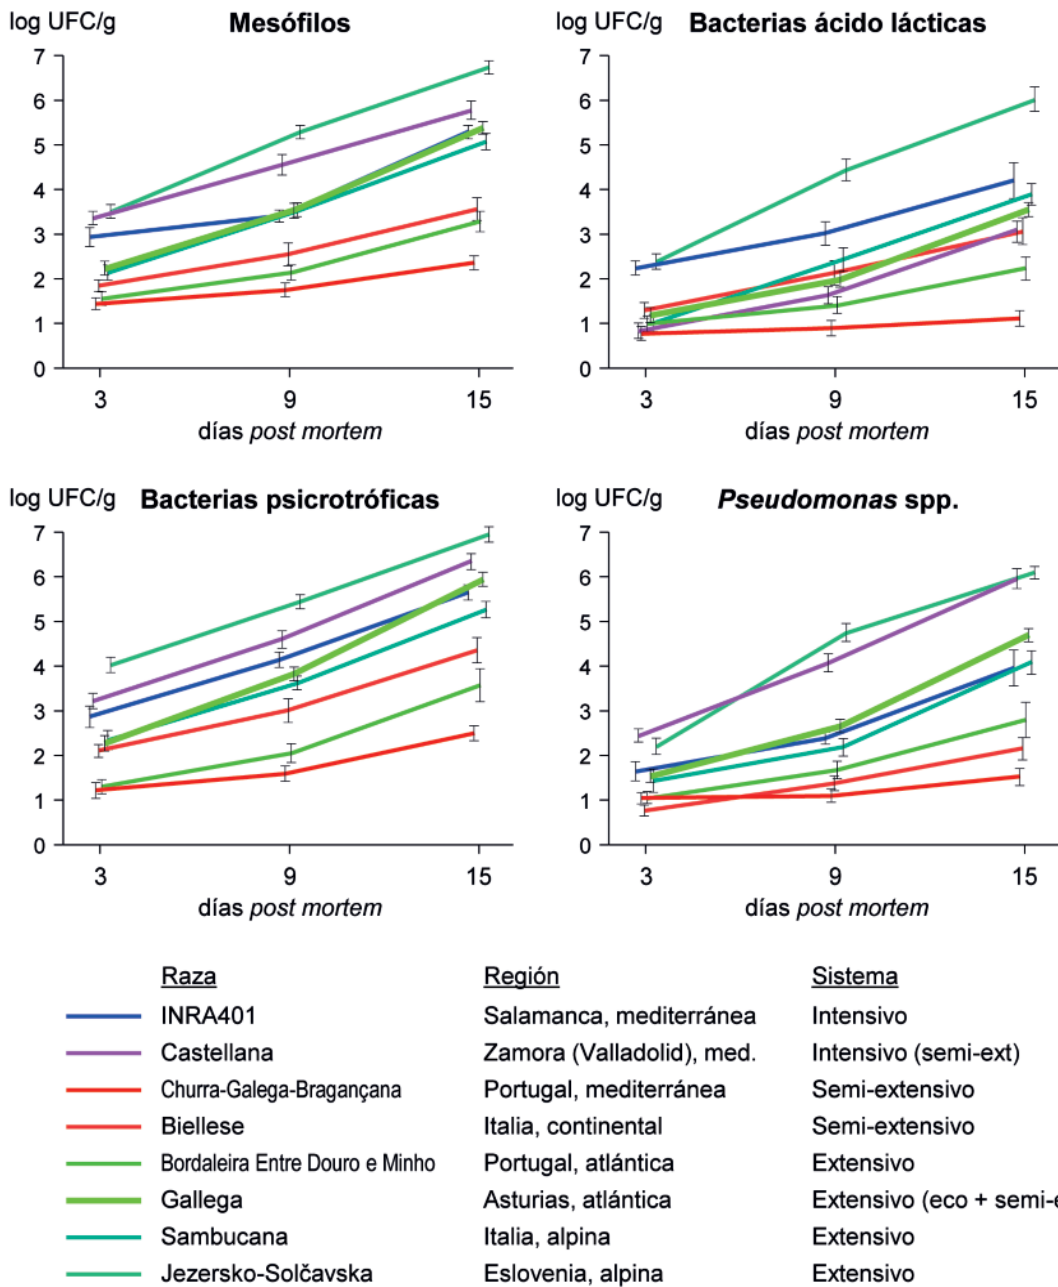 log UFC/g Mesófilos
7
6
5
4
3
2
1
0
3 9 15
días post mortem
log UFC/g Bacterias ácido lácticas
7
6
5
4
3
2
1
0
3 9 15
días post mortem
log UFC/g Bacterias psicrotróficas
7
6
5
4
3
2
1
0
3 9 15
días post mortem
log UFC/g Pseudomonas spp.
7
6
5
4
3
2
1
0
3 9 15
días post mortem
Raza Región Sistema
INRA401 Salamanca, mediterránea Intensivo
Castellana Zamora (Valladolid), med. Intensivo (semi-ext)
Churra-Galega-Bragançana Portugal, mediterránea Semi-extensivo
Biellese Italia, continental Semi-extensivo
Bordaleira Entre Douro e Minho Portugal, atlántica Extensivo
Gallega Asturias, atlántica Extensivo (eco + semi-e
Sambucana Italia, alpina Extensivo
Jezersko-Solčavska Eslovenia, alpina Extensivo